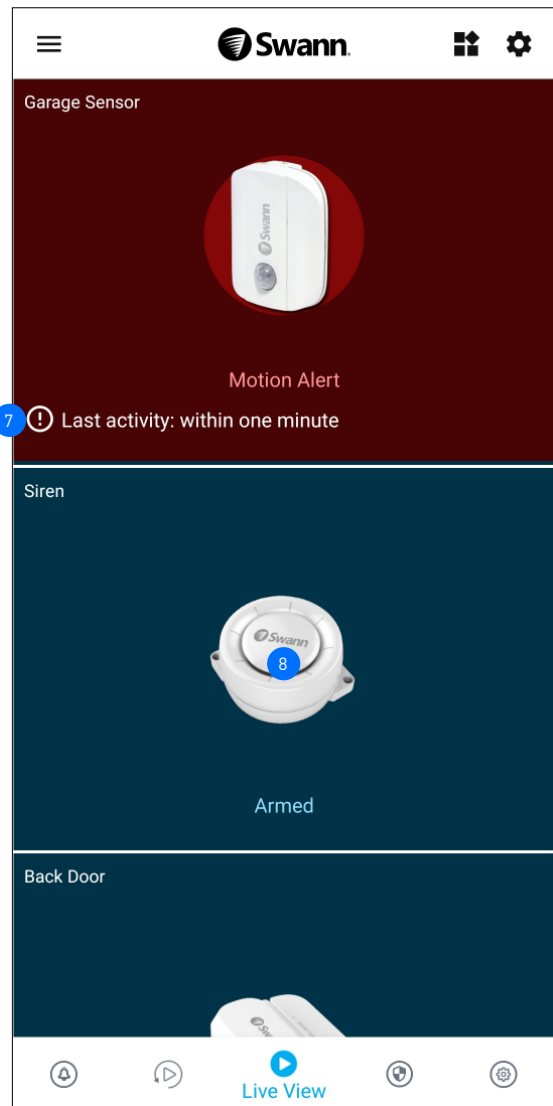 Swann
Garage Sensor
Swann
Motion Alert
7
Last activity: within one minute
Siren
Swann
8
Armed
Back Door
Live View